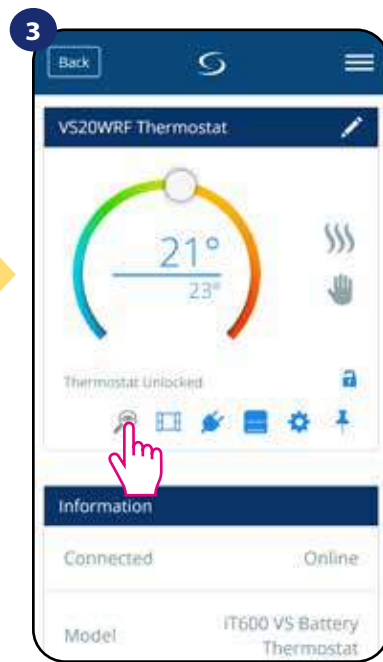 3
Back
VS20WRF Thermostat
21°
23°
Thermostat Unlocked
Information
Connected Online
Model iT600 VS Battery
Thermostat